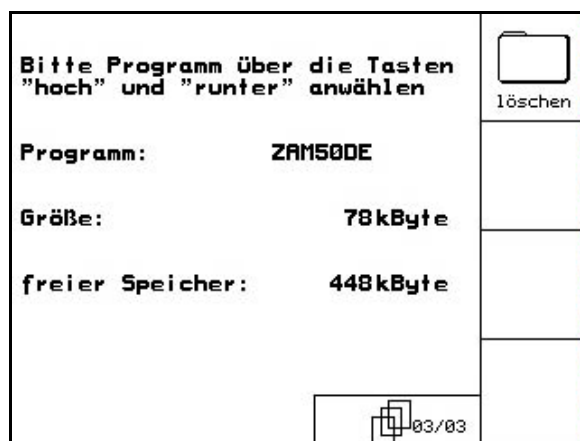 Bitte Programm über die Tasten
"hoch" und "runter" anwählen
löschen
Programm: ZAM50DE
Größe: 78kByte
freier Speicher: 448kByte
03/03